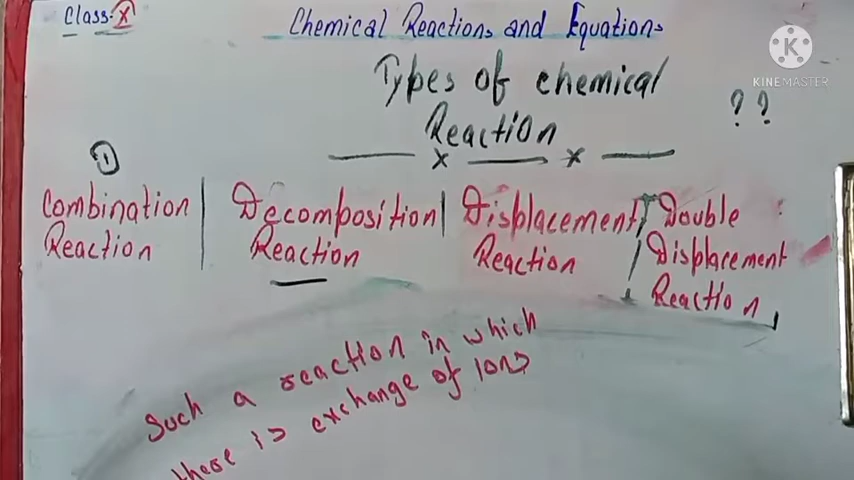 Class-X
Chemical Reactions and Equations
K
KINEMASTER
Types of chemical
Reaction
??
x x
1
Combination
Reaction
Decomposition
Reaction
Displacement
Reaction
Double
Displacement
Reaction
Such a reaction in which
there is exchange of Ions